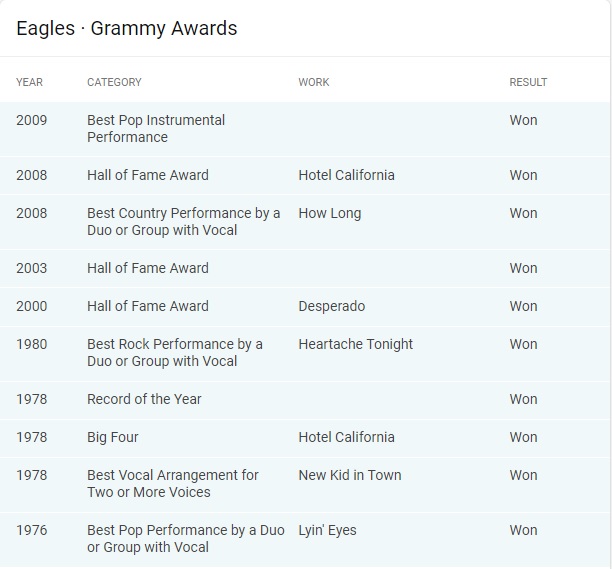 Eagles · Grammy Awards
YEAR CATEGORY WORK RESULT
2009 Best Pop Instrumental Won
Performance
2008 Hall of Fame Award Hotel California Won
2008 Best Country Performance by a How Long Won
Duo or Group with Vocal
2003 Hall of Fame Award Won
2000 Hall of Fame Award Desperado Won
1980 Best Rock Performance by a Heartache Tonight Won
Duo or Group with Vocal
1978 Record of the Year Won
1978 Big Four Hotel California Won
1978 Best Vocal Arrangement for New Kid in Town Won
Two or More Voices
1976 Best Pop Performance by a Duo Lyin' Eyes Won
or Group with Vocal